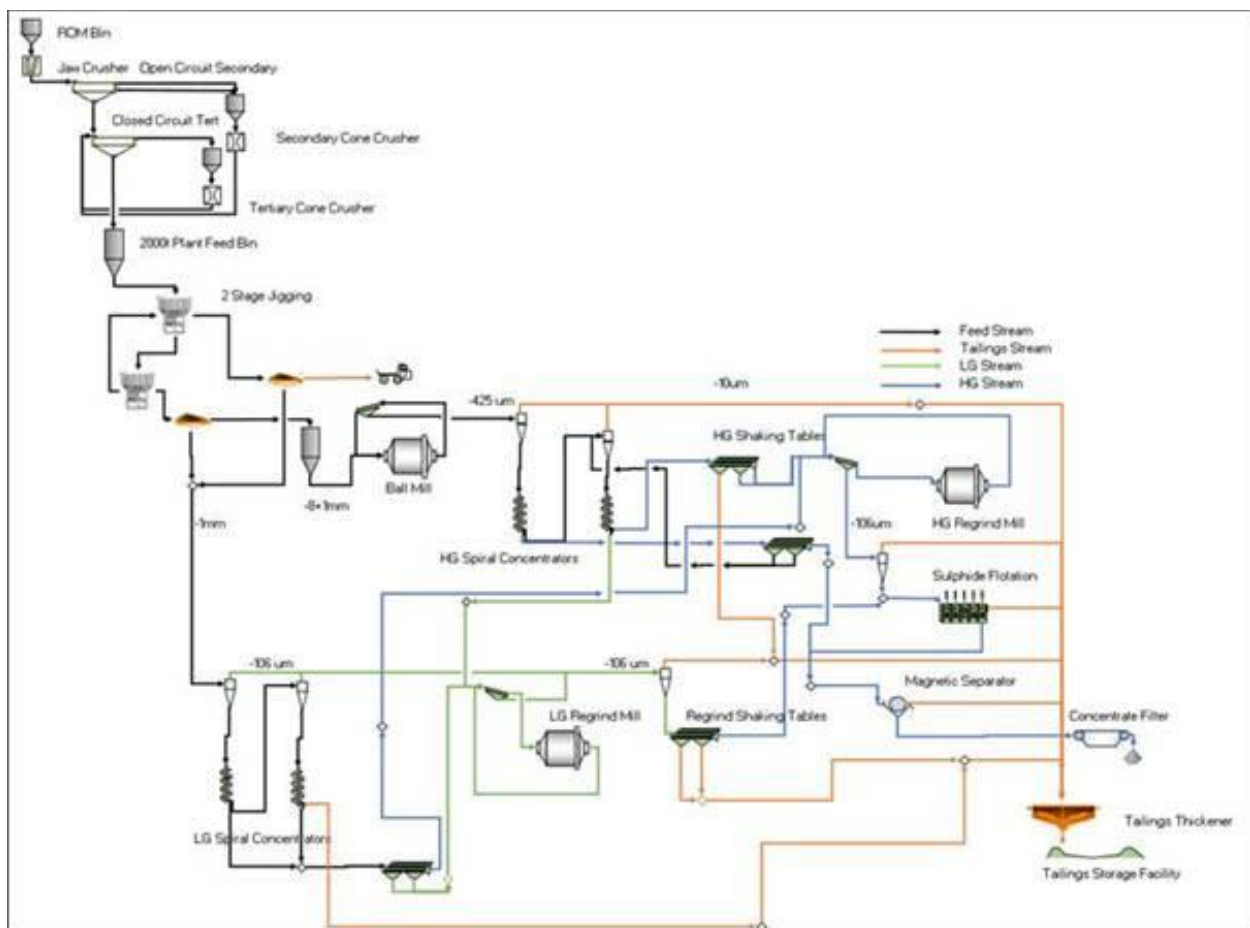 ROM Bin
Jaw Crusher Open Circuit Secondary
Closed Circuit Tert
Secondary Cone Crusher
Tertiary Cone Crusher
2000t Plant Feed Bin
2 Stage Jigging
Feed Stream
Tailings Stream
LG Stream
HG Stream
-10um
-425 um
HG Shaking Tables
Ball Mill
-8+1mm
-1mm
-106um
HG Regrind Mill
HG Spiral Concentrators
Sulphide Flotation
-106 um
-106 um
Magnetic Separator
LG Regrind Mill
Regrind Shaking Tables
Concentrate Filter
LG Spiral Concentrators
Tailings Thickener
Tailings Storage Facility